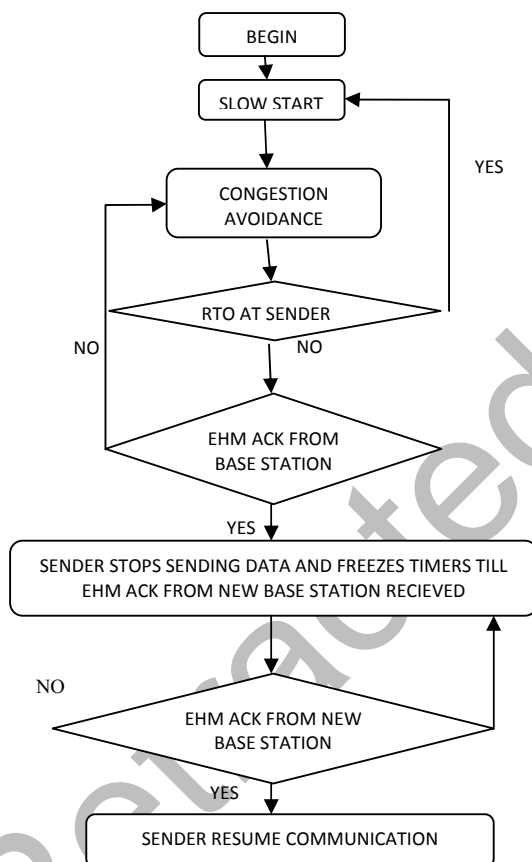 BEGIN
SLOW START
YES
CONGESTION
AVOIDANCE
RTO AT SENDER
NO
NO
EHM ACK FROM
BASE STATION
YES
SENDER STOPS SENDING DATA AND FREEZES TIMERS TILL
EHM ACK FROM NEW BASE STATION RECIEVED
NO
EHM ACK FROM NEW
BASE STATION
YES
SENDER RESUME COMMUNICATION
Retracted